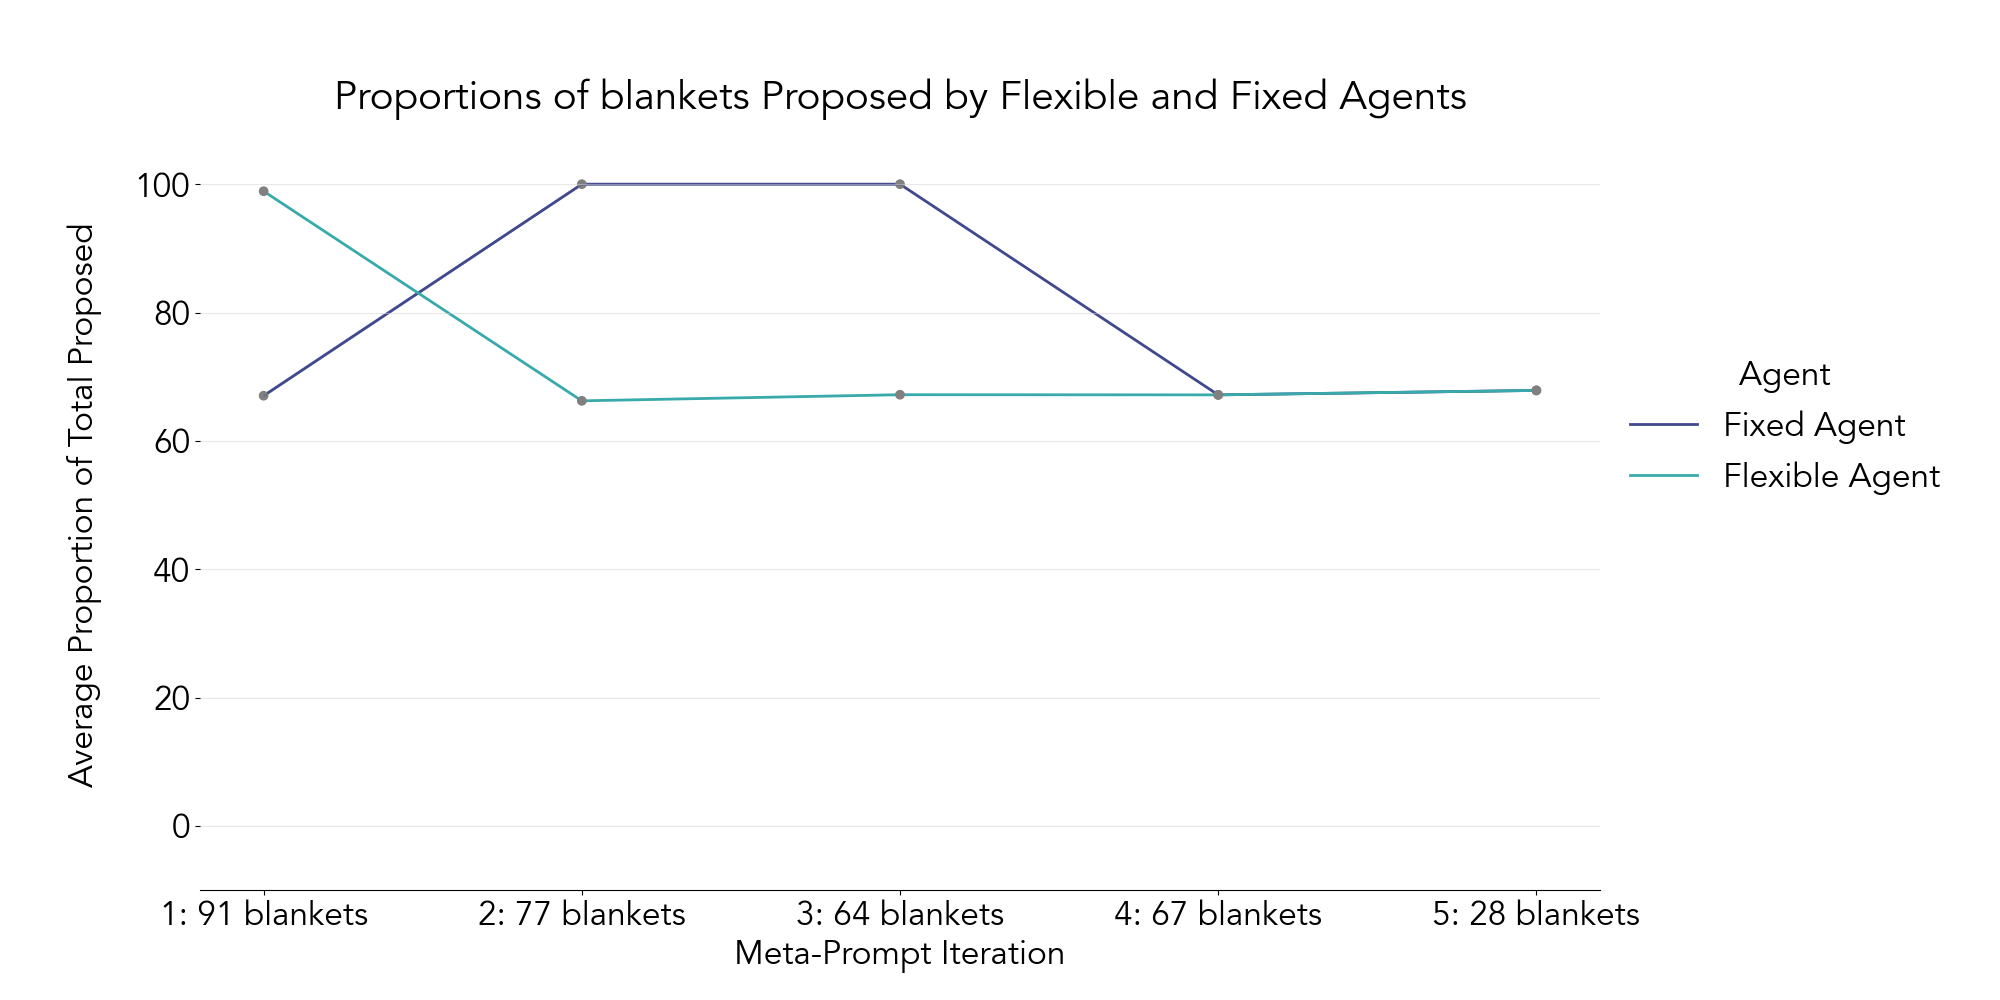 Proportions of blankets Proposed by Flexible and Fixed Agents
Average Proportion of Total Proposed
100
80
60
40
20
0
1: 91 blankets
2: 77 blankets
3: 64 blankets
4: 67 blankets
5: 28 blankets
Meta-Prompt Iteration
Agent
Fixed Agent
Flexible Agent